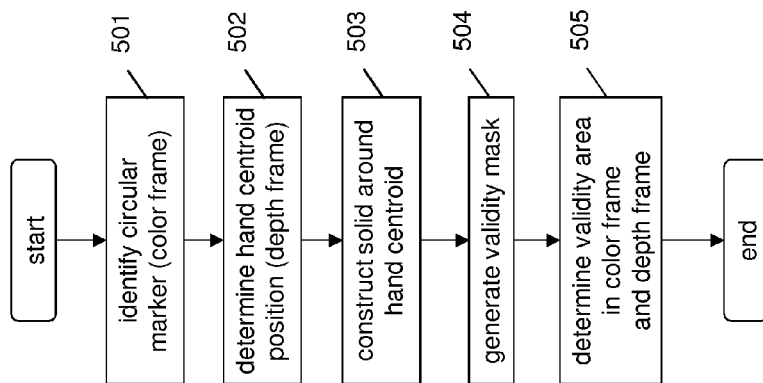 start
501
identify circular
marker (color frame)
502
determine hand centroid
position (depth frame)
503
construct solid around
hand centroid
504
generate validity mask
505
determine validity area
in color frame
and depth frame
end